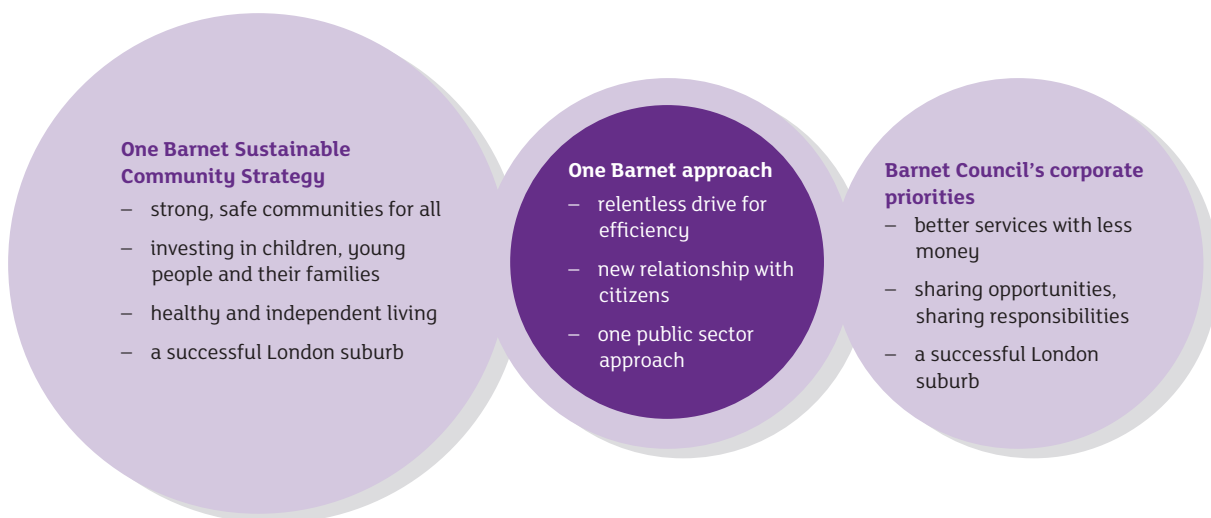 One Barnet Sustainable
Community Strategy
– strong, safe communities for all
– investing in children, young
people and their families
– healthy and independent living
– a successful London suburb
One Barnet approach
– relentless drive for
efficiency
– new relationship with
citizens
– one public sector
approach
Barnet Council’s corporate
priorities
– better services with less
money
– sharing opportunities,
sharing responsibilities
– a successful London
suburb